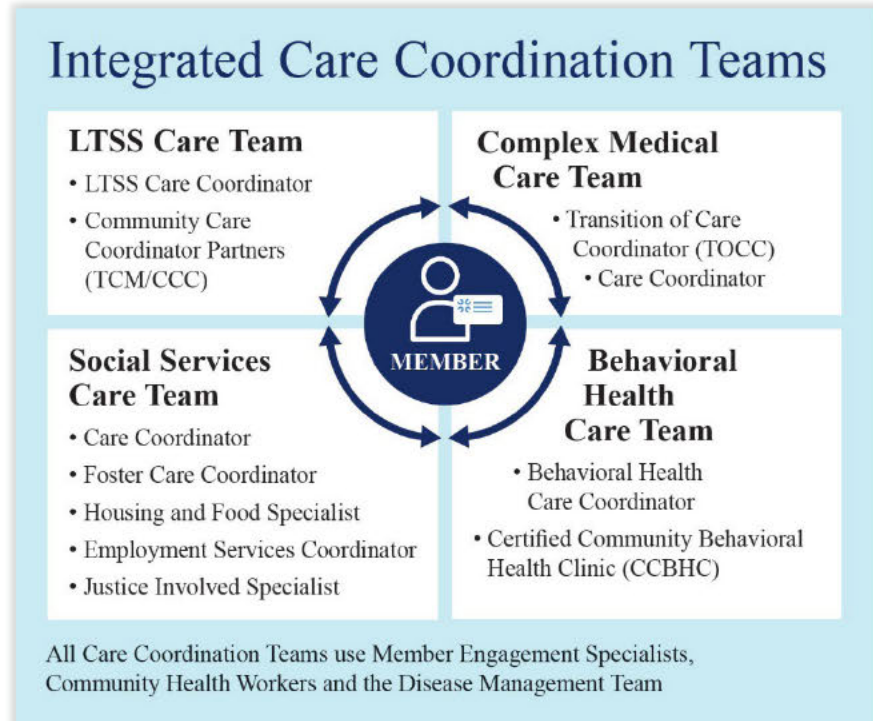 Integrated Care Coordination Teams
LTSS Care Team
• LTSS Care Coordinator
• Community Care
Coordinator Partners
(TCM/CCC)
Complex Medical
Care Team
• Transition of Care
Coordinator (TOCC)
• Care Coordinator
MEMBER
Social Services
Care Team
• Care Coordinator
• Foster Care Coordinator
• Housing and Food Specialist
• Employment Services Coordinator
• Justice Involved Specialist
Behavioral
Health
Care Team
• Behavioral Health
Care Coordinator
• Certified Community Behavioral
Health Clinic (CCBHC)
All Care Coordination Teams use Member Engagement Specialists,
Community Health Workers and the Disease Management Team